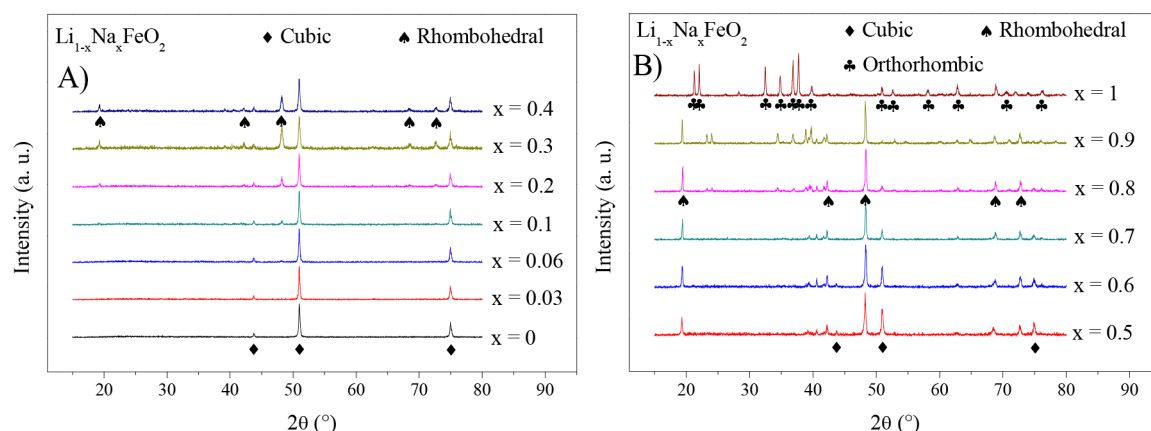 Li₁₋ₓNaₓFeO₂ ♦ Cubic ♠ Rhombohedral
A)
x = 0.4
x = 0.3
x = 0.2
x = 0.1
x = 0.06
x = 0.03
x = 0
Intensity (a. u.)
20 30 40 50 60 70 80 90
2θ (°)
Li₁₋ₓNaₓFeO₂ ♦ Cubic ♠ Rhombohedral
♣ Orthorhombic
B)
x = 1
x = 0.9
x = 0.8
x = 0.7
x = 0.6
x = 0.5
Intensity (a. u.)
20 30 40 50 60 70 80 90
2θ (°)